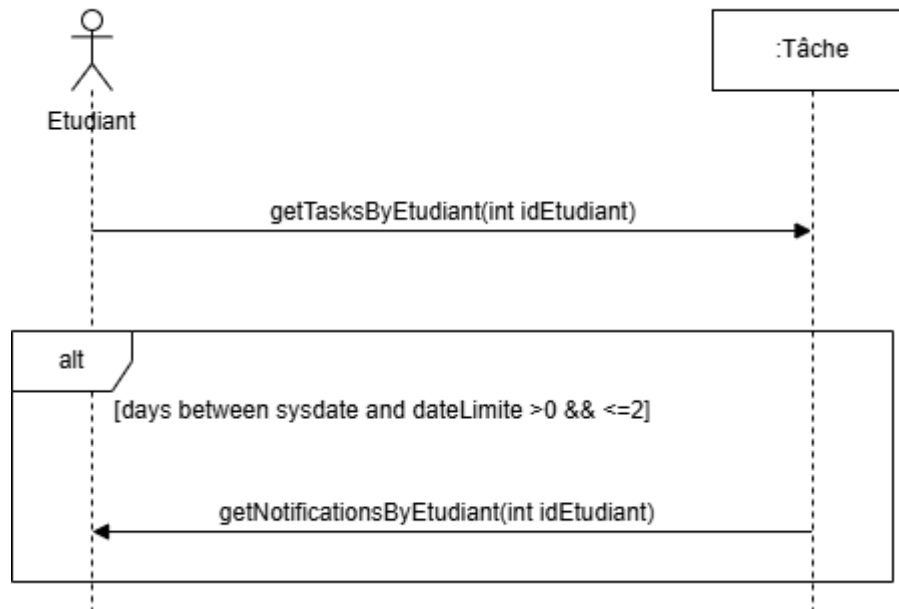 Etudiant
:Tâche
getTasksByEtudiant(int idEtudiant)
alt
[days between sysdate and dateLimite >0 && <=2]
getNotificationsByEtudiant(int idEtudiant)